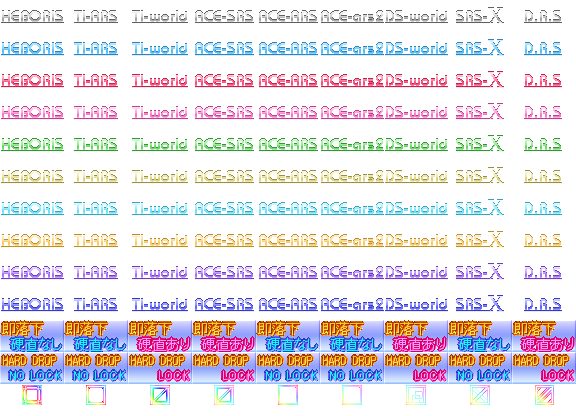 HEBORIS Ti-ARS Ti-world ACE-SRS ACE-ARS ACE-ars2 DS-world SRS-X D.R.S
HEBORIS Ti-ARS Ti-world ACE-SRS ACE-ARS ACE-ars2 DS-world SRS-X D.R.S
HEBORIS Ti-ARS Ti-world ACE-SRS ACE-ARS ACE-ars2 DS-world SRS-X D.R.S
HEBORIS Ti-ARS Ti-world ACE-SRS ACE-ARS ACE-ars2 DS-world SRS-X D.R.S
HEBORIS Ti-ARS Ti-world ACE-SRS ACE-ARS ACE-ars2 DS-world SRS-X D.R.S
HEBORIS Ti-ARS Ti-world ACE-SRS ACE-ARS ACE-ars2 DS-world SRS-X D.R.S
HEBORIS Ti-ARS Ti-world ACE-SRS ACE-ARS ACE-ars2 DS-world SRS-X D.R.S
HEBORIS Ti-ARS Ti-world ACE-SRS ACE-ARS ACE-ars2 DS-world SRS-X D.R.S
HEBORIS Ti-ARS Ti-world ACE-SRS ACE-ARS ACE-ars2 DS-world SRS-X D.R.S
HEBORIS Ti-ARS Ti-world ACE-SRS ACE-ARS ACE-ars2 DS-world SRS-X D.R.S
即落下 即落下 即落下 即落下 即落下 即落下 即落下 即落下 即落下
硬直なし 硬直なし 硬直あり 硬直あり 硬直なし 硬直なし 硬直あり 硬直なし 硬直あり
HARD DROP HARD DROP HARD DROP HARD DROP HARD DROP HARD DROP HARD DROP HARD DROP HARD DROP
NO LOCK NO LOCK LOCK LOCK NO LOCK NO LOCK LOCK NO LOCK LOCK